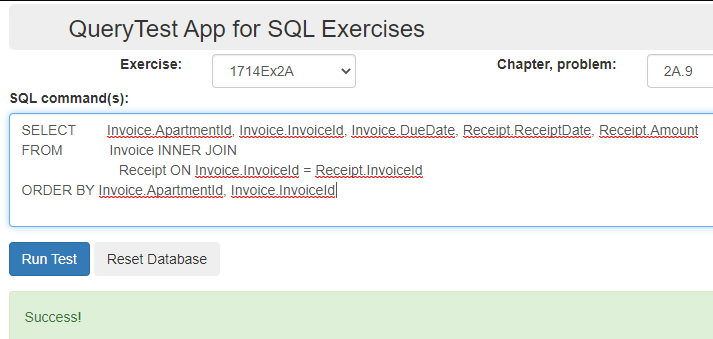 QueryTest App for SQL Exercises
Exercise: 1714Ex2A Chapter, problem: 2A.9
SQL command(s):
SELECT Invoice.ApartmentId, Invoice.InvoiceId, Invoice.DueDate, Receipt.ReceiptDate, Receipt.Amount
FROM Invoice INNER JOIN
Receipt ON Invoice.InvoiceId = Receipt.InvoiceId
ORDER BY Invoice.ApartmentId, Invoice.InvoiceId
Run Test Reset Database
Success!